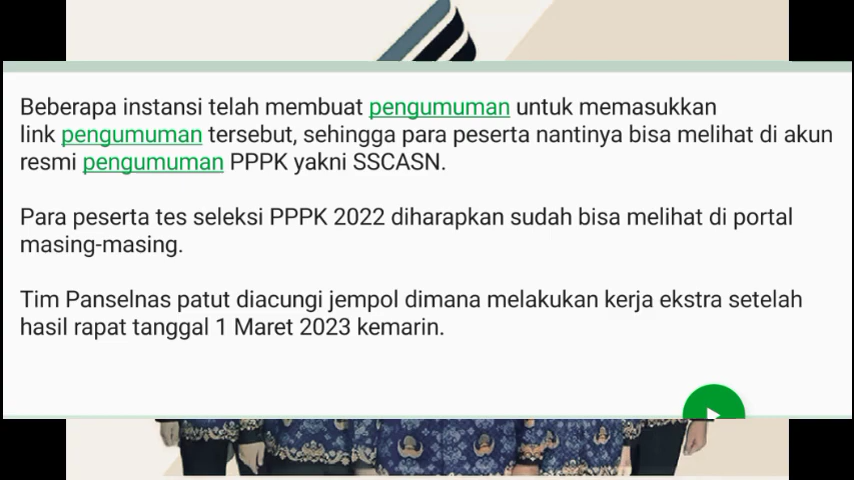 Beberapa instansi telah membuat pengumuman untuk memasukkan
link pengumuman tersebut, sehingga para peserta nantinya bisa melihat di akun
resmi pengumuman PPPK yakni SSCASN.
Para peserta tes seleksi PPPK 2022 diharapkan sudah bisa melihat di portal
masing-masing.
Tim Panselnas patut diacungi jempol dimana melakukan kerja ekstra setelah
hasil rapat tanggal 1 Maret 2023 kemarin.